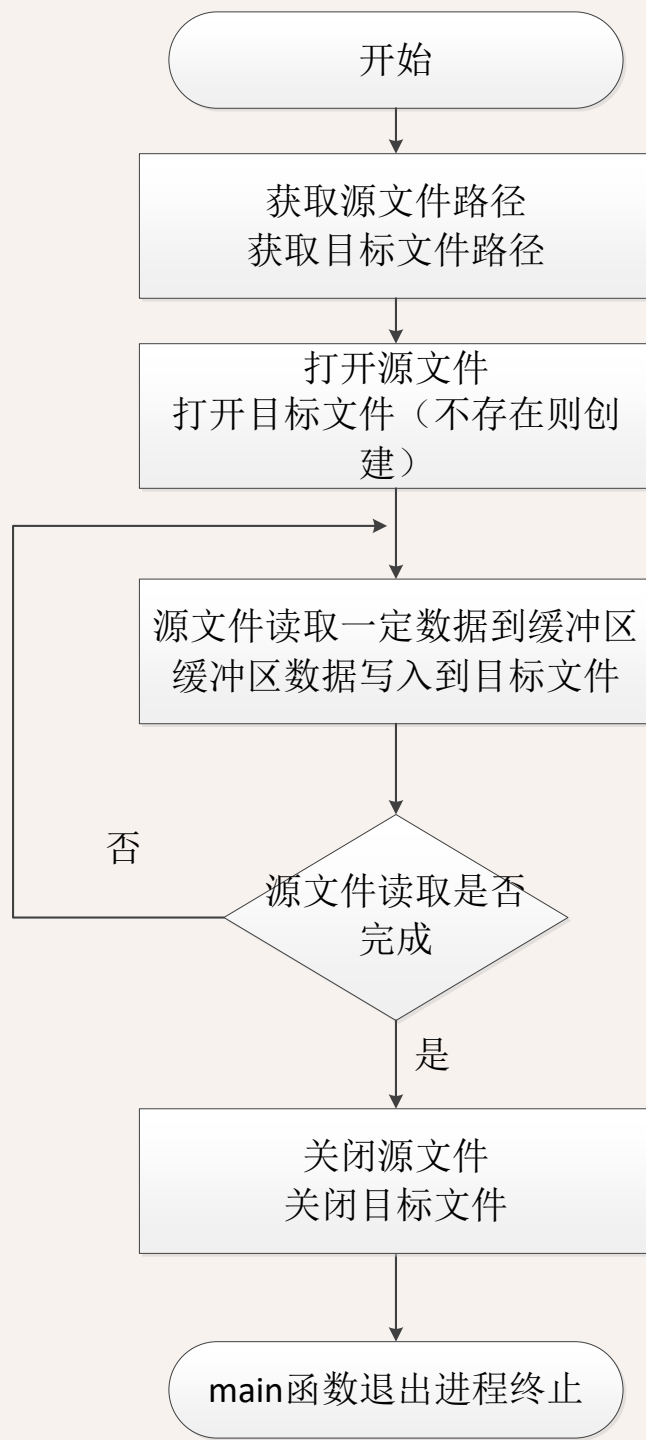 开始
获取源文件路径
获取目标文件路径
打开源文件
打开目标文件（不存在则创
建）
源文件读取一定数据到缓冲区
缓冲区数据写入到目标文件
否
源文件读取是否
完成
是
关闭源文件
关闭目标文件
main函数退出进程终止